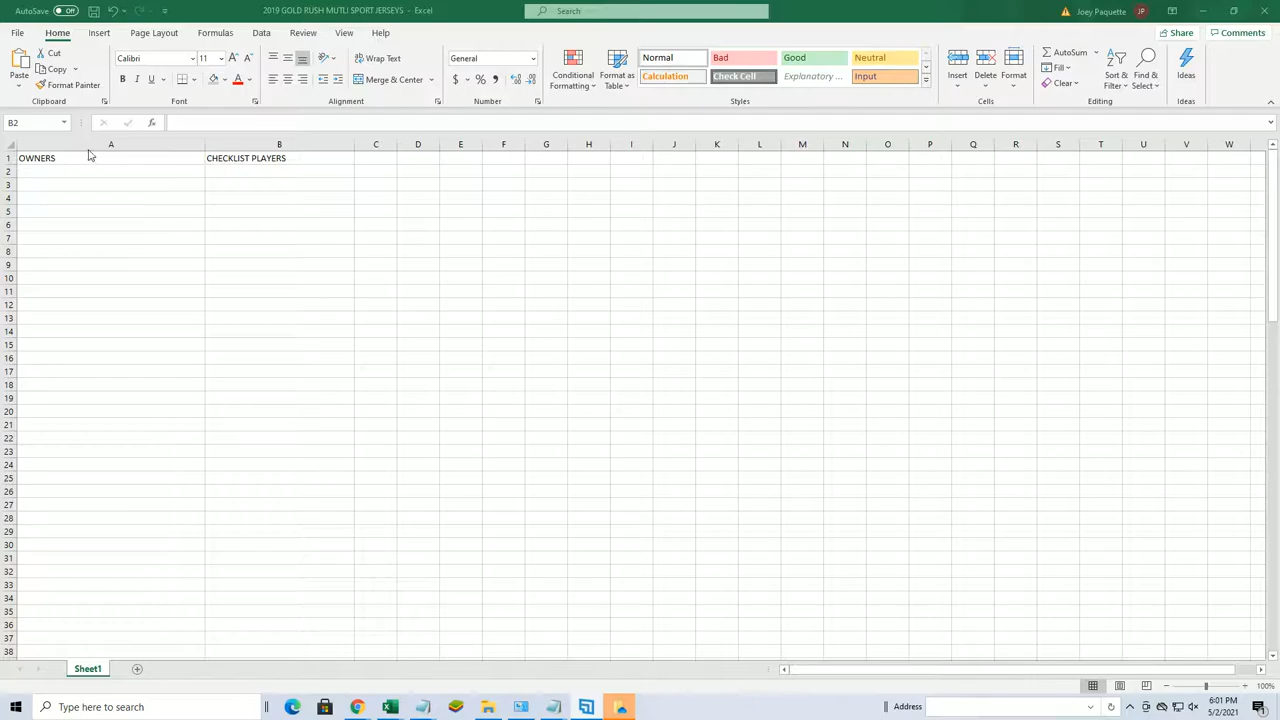 AutoSave Off 2019 GOLD RUSH MUTLI SPORT JERSEYS - Excel Search Joey Paquette JP
File Home Insert Page Layout Formulas Data Review View Help Share Comments
Paste Cut Copy Format Painter Clipboard
Calibri 11 A A B I U A Font
ab Wrap Text Merge & Center Alignment
General $ % , Number
Conditional Formatting Format as Table
Normal Bad Good Neutral
Calculation Check Cell Explanatory ... Input
Styles
Insert Delete Format Cells
AutoSum Fill Clear Sort & Filter Find & Select Editing
Ideas Ideas
B2 fx
A B C D E F G H I J K L M N O P Q R S T U V W
1 OWNERS CHECKLIST PLAYERS
2
3
4
5
6
7
8
9
10
11
12
13
14
15
16
17
18
19
20
21
22
23
24
25
26
27
28
29
30
31
32
33
34
35
36
37
38
Sheet1
100%
Type here to search Address 6:01 PM
5/2/2021